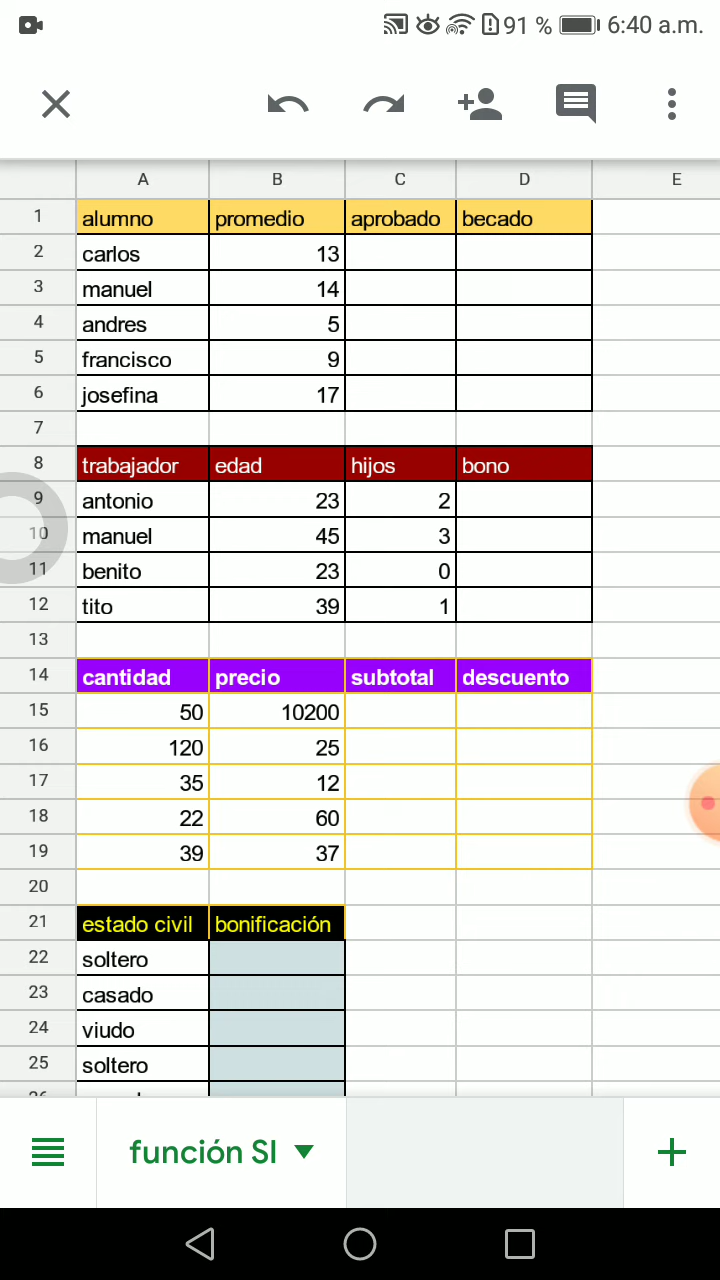 91 % 6:40 a.m.
A B C D E
1 alumno promedio aprobado becado
2 carlos 13
3 manuel 14
4 andres 5
5 francisco 9
6 josefina 17
7
8 trabajador edad hijos bono
9 antonio 23 2
10 manuel 45 3
11 benito 23 0
12 tito 39 1
13
14 cantidad precio subtotal descuento
15 50 10200
16 120 25
17 35 12
18 22 60
19 39 37
20
21 estado civil bonificación
22 soltero
23 casado
24 viudo
25 soltero
función SI